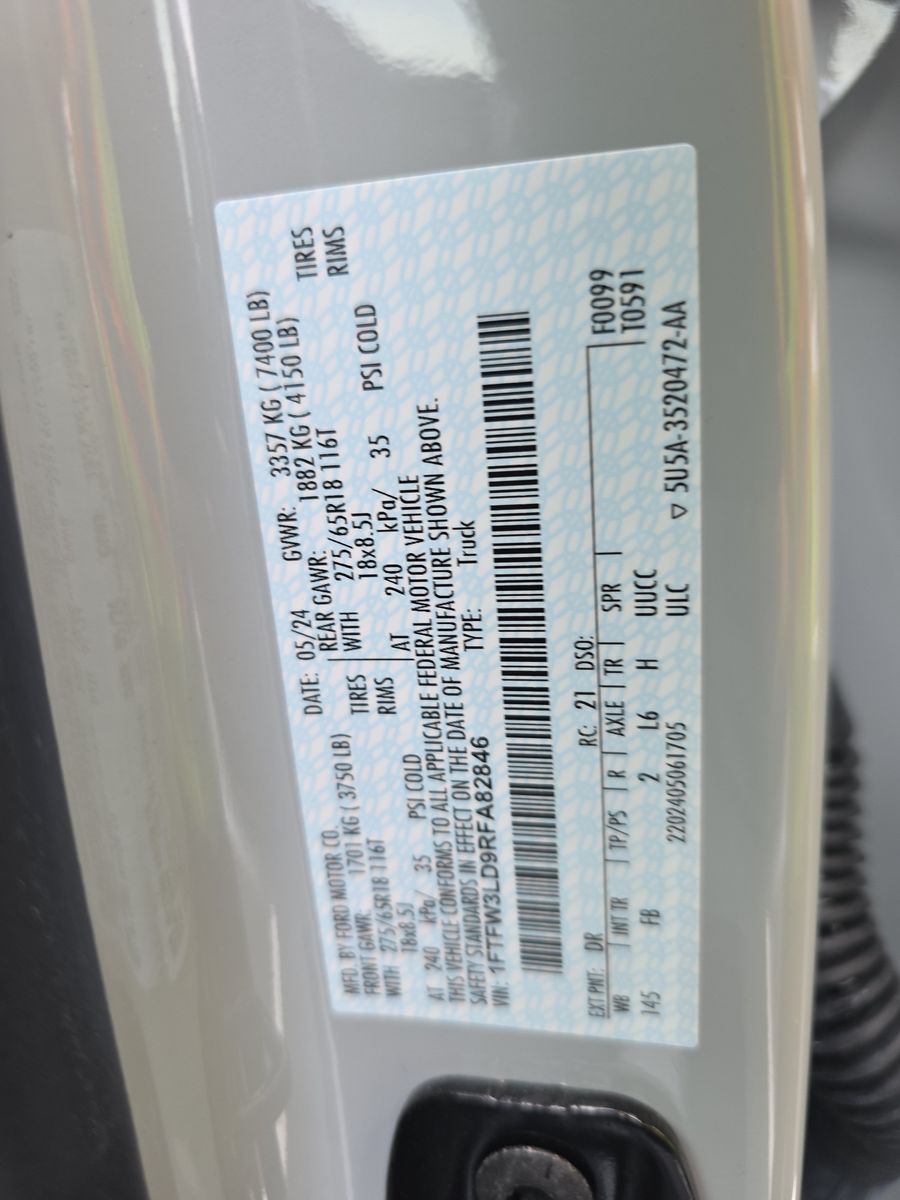 MFD. BY FORD MOTOR CO.
DATE: 05/24 GVWR: 3357 KG ( 7400 LB)
FRONT GAWR: 1701 KG ( 3750 LB) REAR GAWR: 1882 KG ( 4150 LB)
WITH 275/65R18 116T TIRES WITH 275/65R18 116T TIRES
18x8.5J RIMS 18x8.5J RIMS
AT 240 kPa/ 35 PSI COLD AT 240 kPa/ 35 PSI COLD
THIS VEHICLE CONFORMS TO ALL APPLICABLE FEDERAL MOTOR VEHICLE
SAFETY STANDARDS IN EFFECT ON THE DATE OF MANUFACTURE SHOWN ABOVE.
VIN: 1FTFW3LD9RFA82846 TYPE: Truck
F0099
EXT PNT: DR RC: 21 DSO: T0591
WB INT TR TP/PS R AXLE TR SPR
145 FB 2 L6 H UUCC
2202405061705 ULC ▽ 5U5A-3520472-AA